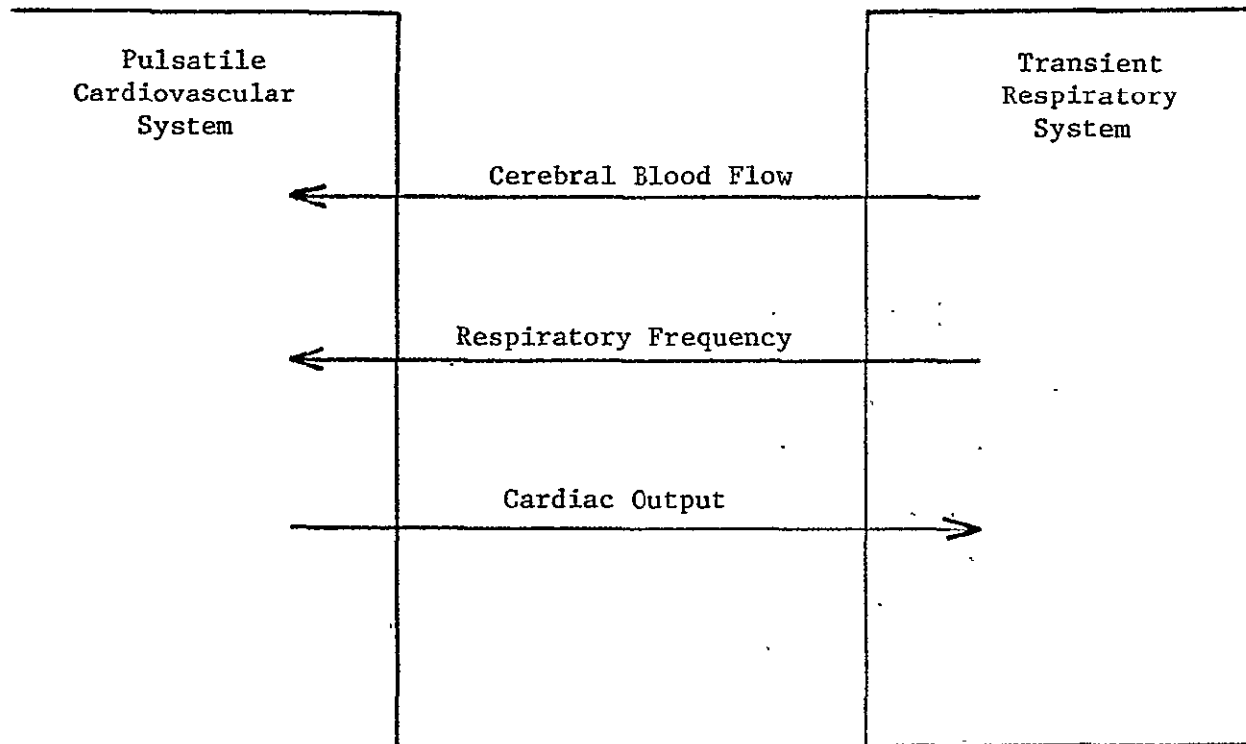 Pulsatile
Cardiovascular
System
Transient
Respiratory
System
Cerebral Blood Flow
Respiratory Frequency
Cardiac Output